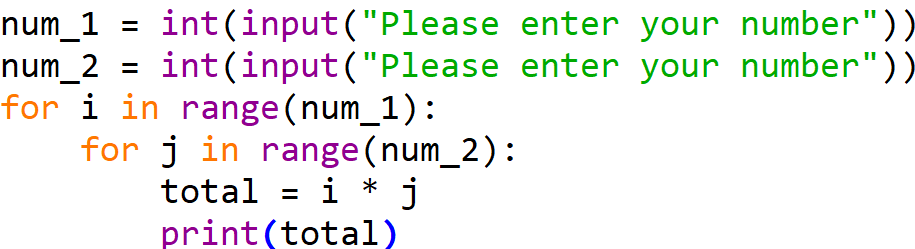 num_1 = int(input("Please enter your number"))
num_2 = int(input("Please enter your number"))
for i in range(num_1):
    for j in range(num_2):
        total = i * j
        print(total)